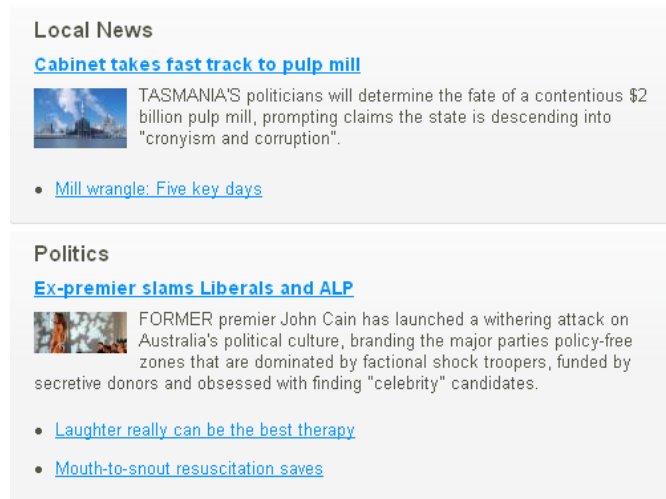 Local News
Cabinet takes fast track to pulp mill
TASMANIA'S politicians will determine the fate of a contentious $2
billion pulp mill, prompting claims the state is descending into
"cronyism and corruption".
• Mill wrangle: Five key days
Politics
Ex-premier slams Liberals and ALP
FORMER premier John Cain has launched a withering attack on
Australia's political culture, branding the major parties policy-free
zones that are dominated by factional shock troopers, funded by
secretive donors and obsessed with finding "celebrity" candidates.
• Laughter really can be the best therapy
• Mouth-to-snout resuscitation saves